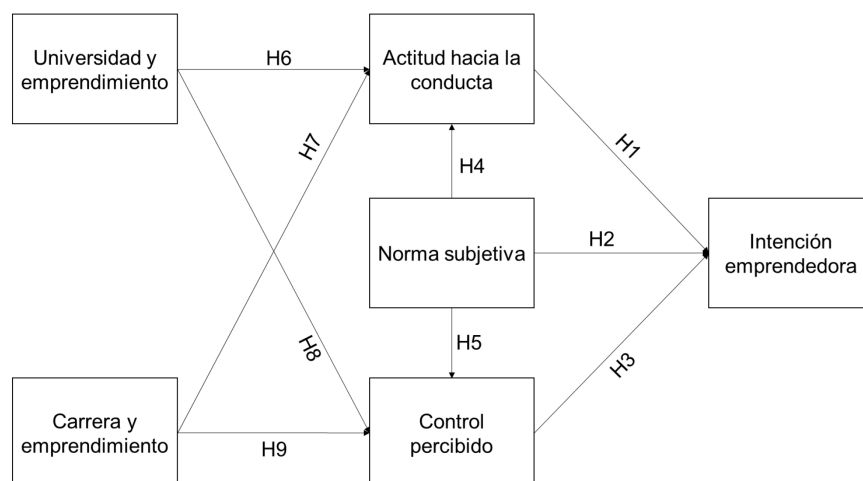 Universidad y
emprendimiento
H6
Actitud hacia la
conducta
H7
H4
H1
Norma subjetiva
H2
Intención
emprendedora
H8
H5
H3
Carrera y
emprendimiento
H9
Control
percibido